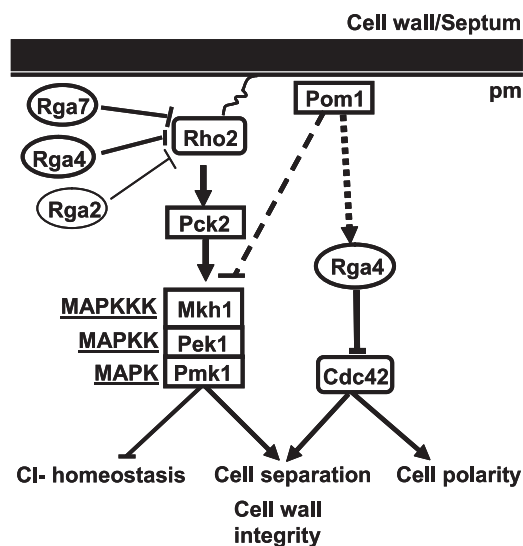 Cell wall/Septum
pm
Rga7
Rga4
Rga2
Rho2
Pom1
Pck2
Rga4
MAPKKK Mkh1
MAPKK Pek1
MAPK Pmk1
Cdc42
Cl- homeostasis
Cell separation
Cell polarity
Cell wall
integrity